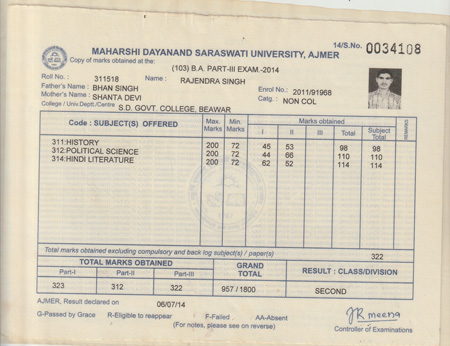 14/S.No. 0034108
MAHARSHI DAYANAND SARASWATI UNIVERSITY, AJMER
Copy of marks obtained at the:
(103) B.A. PART-III EXAM.-2014
Roll No. : 311518 Name : RAJENDRA SINGH
Father's Name : BHAN SINGH Enrol No.: 2011/91968
Mother's Name : SHANTA DEVI Catg. : NON COL
College / Univ.Deptt./Centre S.D. GOVT. COLLEGE, BEAWAR
Code : SUBJECT(S) OFFERED Max. Marks Min. Marks Marks obtained I II III Total Subject Total REMARKS
311:HISTORY 200 72 45 53 98 98
312:POLITICAL SCIENCE 200 72 44 66 110 110
314:HINDI LITERATURE 200 72 62 52 114 114
Total marks obtained excluding compulsory and back log subject(s) / paper(s) 322
TOTAL MARKS OBTAINED GRAND TOTAL RESULT : CLASS/DIVISION
Part-I Part-II Part-III
323 312 322 957 / 1800 SECOND
AJMER, Result declared on 06/07/14
JR meena
G-Passed by Grace R-Eligible to reappear F-Failed . AA-Absent Controller of Examinations
(For notes, please see on reverse)